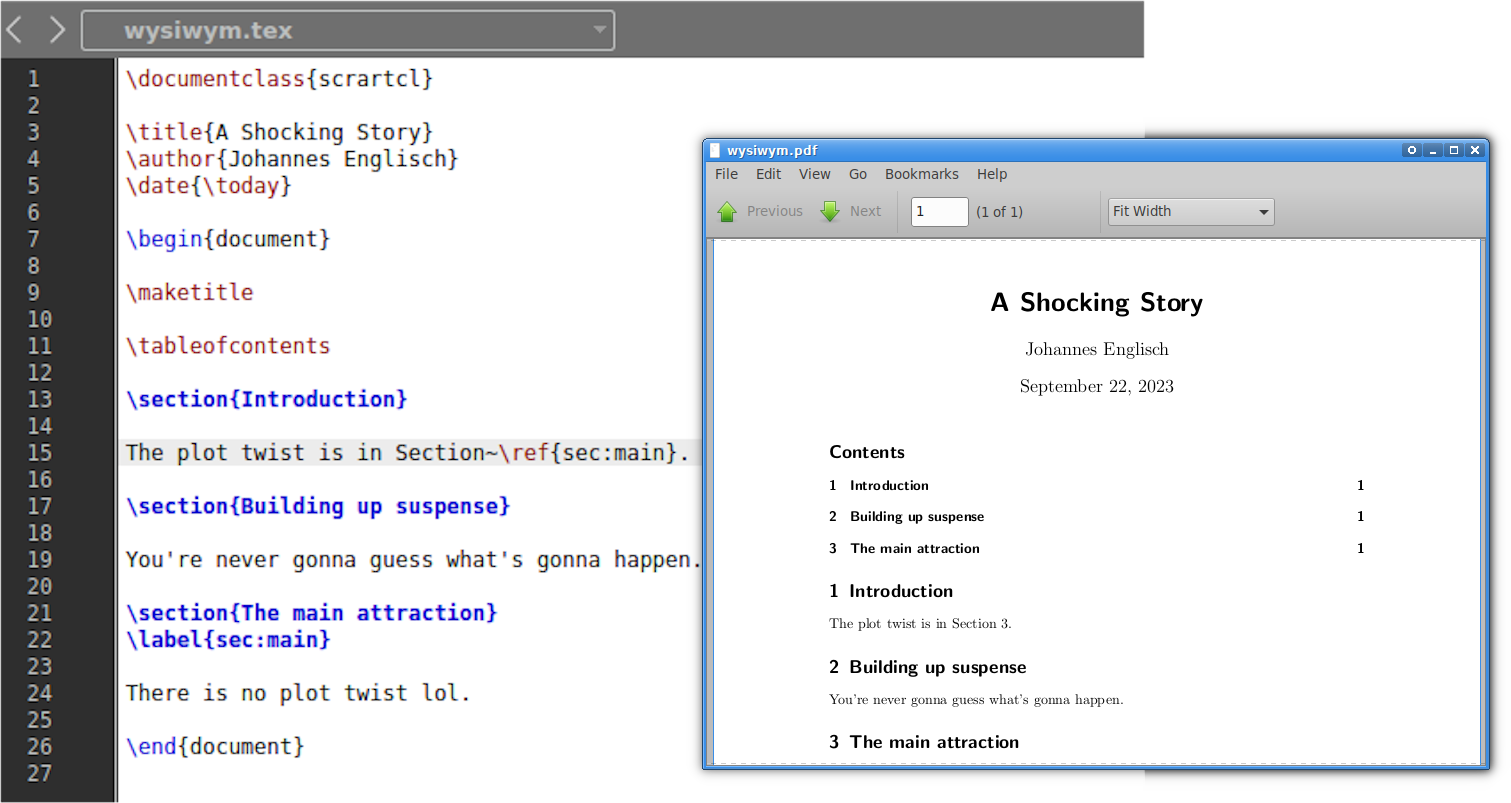 wysiwym.tex
1 \documentclass{scrartcl}
2
3 \title{A Shocking Story}
4 \author{Johannes Englisch}
5 \date{\today}
6
7 \begin{document}
8
9 \maketitle
10
11 \tableofcontents
12
13 \section{Introduction}
14
15 The plot twist is in Section~\ref{sec:main}.
16
17 \section{Building up suspense}
18
19 You're never gonna guess what's gonna happen.
20
21 \section{The main attraction}
22 \label{sec:main}
23
24 There is no plot twist lol.
25
26 \end{document}
27
wysiwym.pdf
File Edit View Go Bookmarks Help
Previous Next 1 (1 of 1) Fit Width
A Shocking Story
Johannes Englisch
September 22, 2023
Contents
1 Introduction 1
2 Building up suspense 1
3 The main attraction 1
1 Introduction
The plot twist is in Section 3.
2 Building up suspense
You're never gonna guess what's gonna happen.
3 The main attraction